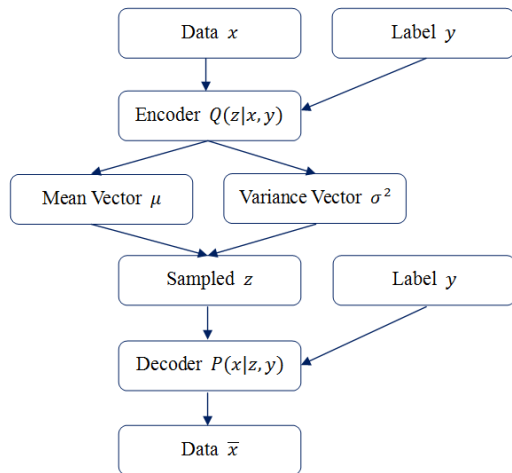 Data x
Label y
Encoder Q(z|x, y)
Mean Vector μ
Variance Vector σ²
Sampled z
Label y
Decoder P(x|z, y)
Data x̅